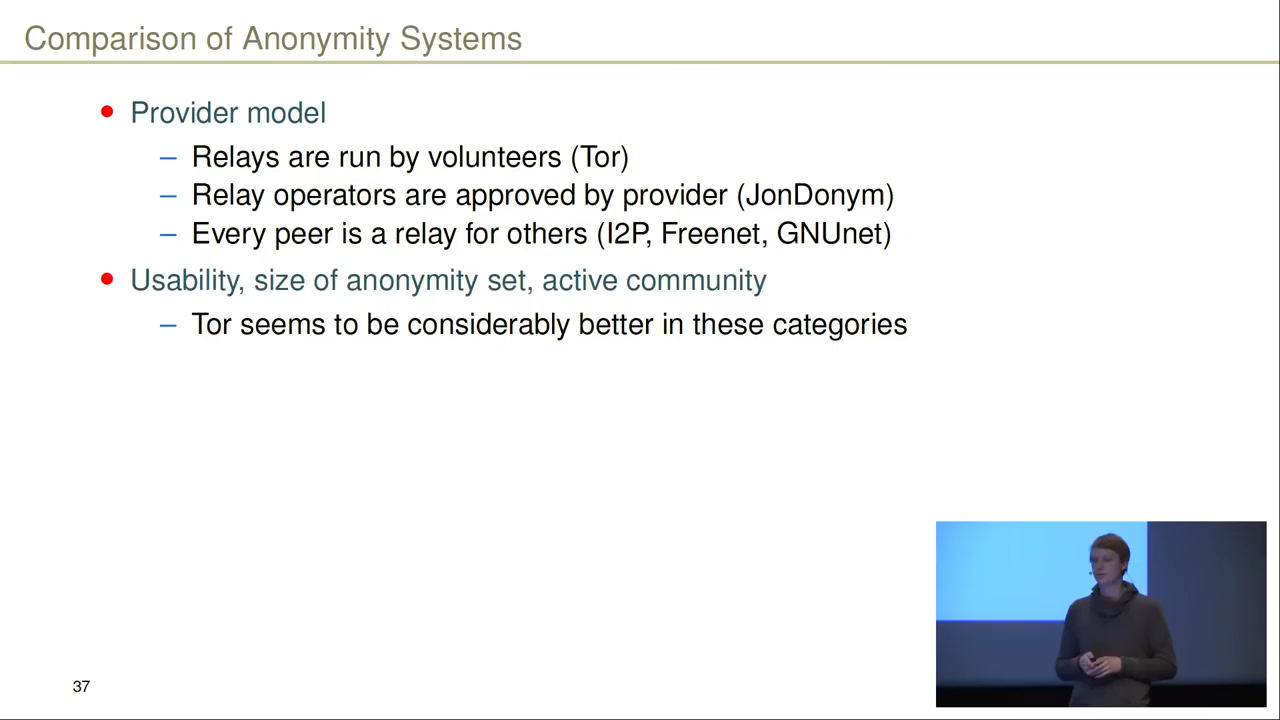 Comparison of Anonymity Systems
• Provider model
– Relays are run by volunteers (Tor)
– Relay operators are approved by provider (JonDonym)
– Every peer is a relay for others (I2P, Freenet, GNUnet)
• Usability, size of anonymity set, active community
– Tor seems to be considerably better in these categories
37